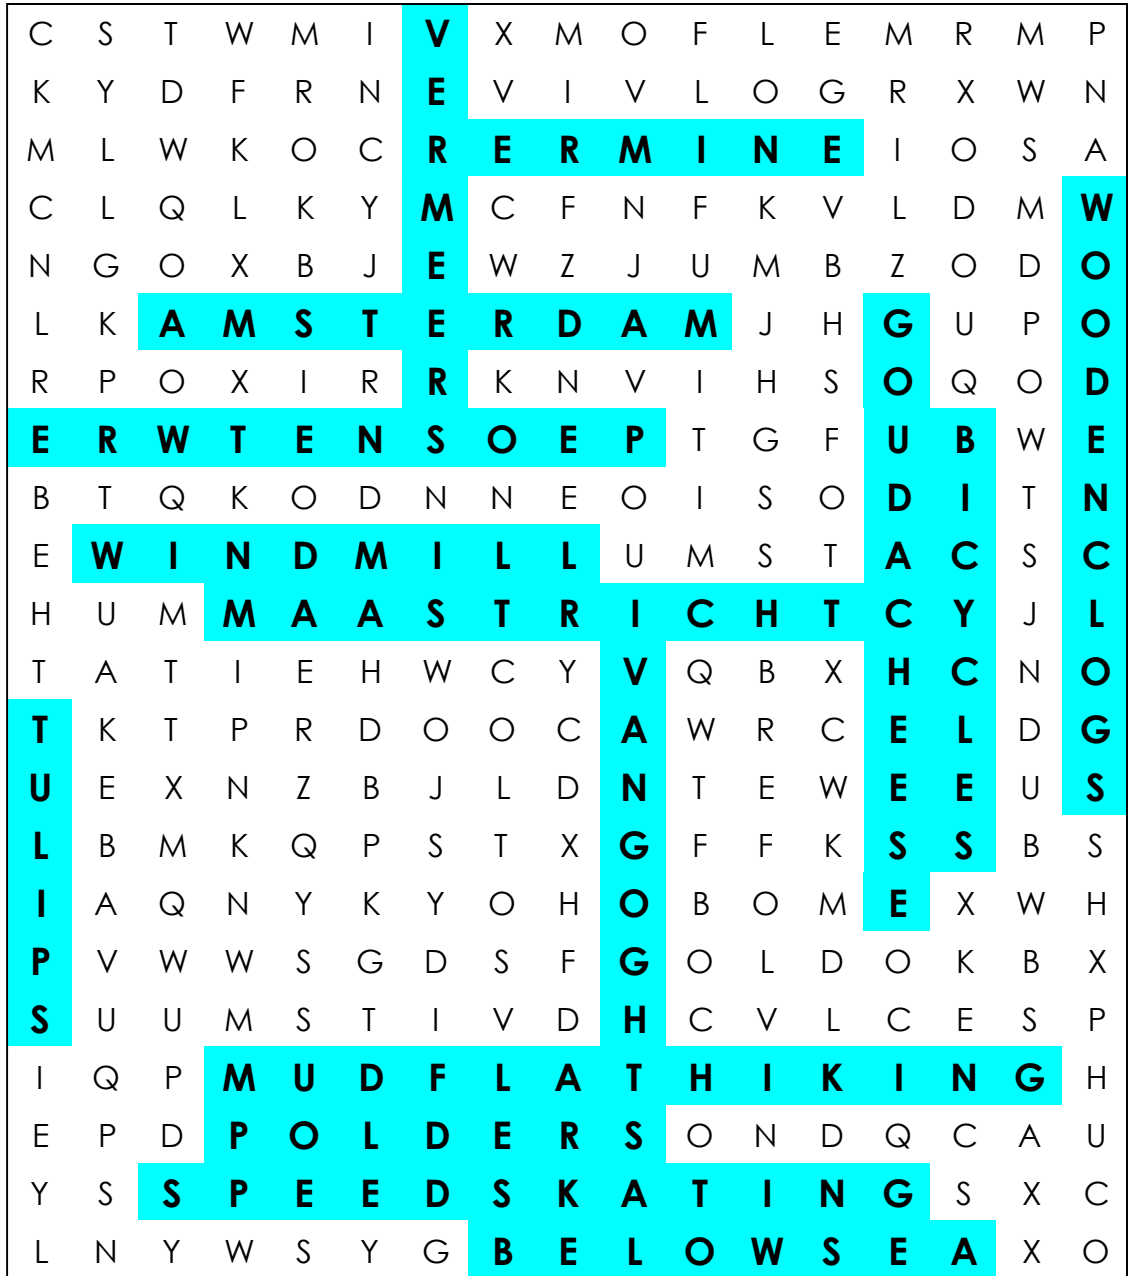 C S T W M I V X M O F L E M R M P
K Y D F R N E V I V L O G R X W N
M L W K O C R E R M I N E I O S A
C L Q L K Y M C F N F K V L D M W
N G O X B J E W Z J U M B Z O D O
L K A M S T E R D A M J H G U P O
R P O X I R R K N V I H S O Q O D
E R W T E N S O E P T G F U B W E
B T Q K O D N N E O I S O D I T N
E W I N D M I L L U M S T A C S C
H U M M A A S T R I C H T C Y J L
T A T I E H W C Y V Q B X H C N O
T K T P R D O O C A W R C E L D G
U E X N Z B J L D N T E W E E U S
L B M K Q P S T X G F F K S S B S
I A Q N Y K Y O H O B O M E X W H
P V W W S G D S F G O L D O K B X
S U U M S T I V D H C V L C E S P
I Q P M U D F L A T H I K I N G H
E P D P O L D E R S O N D Q C A U
Y S S P E E D S K A T I N G S X C
L N Y W S Y G B E L O W S E A X O